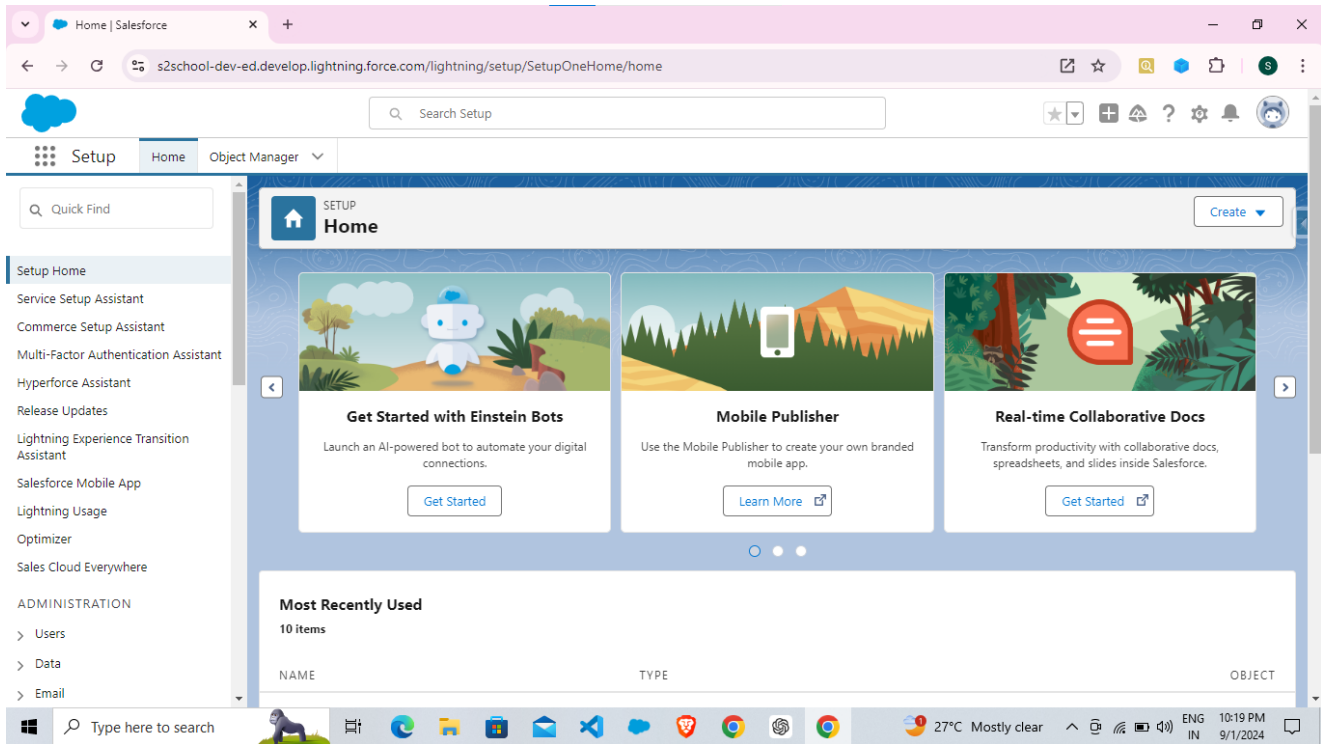 Home | Salesforce
s2school-dev-ed.develop.lightning.force.com/lightning/setup/SetupOneHome/home
S
Search Setup
Setup
Home
Object Manager
Quick Find
SETUP
Home
Create
Setup Home
Service Setup Assistant
Commerce Setup Assistant
Multi-Factor Authentication Assistant
Hyperforce Assistant
Release Updates
Lightning Experience Transition
Assistant
Salesforce Mobile App
Lightning Usage
Optimizer
Sales Cloud Everywhere
ADMINISTRATION
Users
Data
Email
Get Started with Einstein Bots
Launch an AI-powered bot to automate your digital
connections.
Get Started
Mobile Publisher
Use the Mobile Publisher to create your own branded
mobile app.
Learn More
Real-time Collaborative Docs
Transform productivity with collaborative docs,
spreadsheets, and slides inside Salesforce.
Get Started
Most Recently Used
10 items
NAME TYPE OBJECT
Type here to search
1
27°C Mostly clear
ENG
IN
10:19 PM
9/1/2024